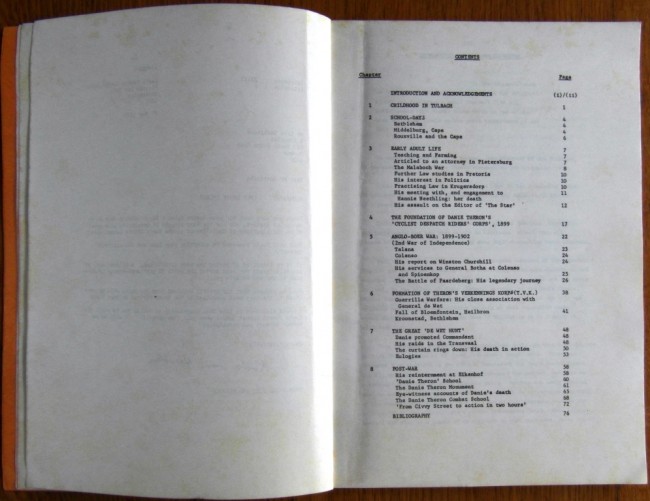 CONTENTS
Chapter Page
INTRODUCTION AND ACKNOWLEDGEMENTS (i)/(ii)
1 CHILDHOOD IN TULBAGH 1
2 SCHOOL-DAYS 4
Bethlehem 4
Middelburg, Cape 4
Knoxville and the Cape 6
3 EARLY ADULT LIFE 7
Teaching and Farming 7
Articled to an attorney in Pietersburg 7
The Malaboch War 8
Further Law studies in Pretoria 10
His interest in Politics 10
Practising Law in Krugersdorp 10
His meeting with, and engagement to 11
Hannie Neethling: her death
His assault on the Editor of 'The Star' 12
4 THE FOUNDATION OF DANIE THERON'S
'CYCLIST DESPATCH RIDERS' CORPS', 1899 17
5 ANGLO-BOER WAR: 1899-1902 22
(2nd War of Independence)
Talana 23
Colenso 24
His report on Winston Churchill 24
His services to General Botha at Colenso
and Spioenkop 25
The Battle of Paardeberg: His legendary journey 26
6 FORMATION OF THERON'S VERKENNINGS KORPS(T.V.K.) 38
Guerrilla Warfare: His close association with
General de Wet
Fall of Bloemfontein, Heilbron 41
Kroonstad, Bethlehem
7 THE GREAT 'DE WET HUNT' 48
Danie promoted Commandant 48
His raids in the Transvaal 48
The curtain rings down: His death in action 50
Eulogies 53
8 POST-WAR 58
His reinterment at Eikenhof 58
'Danie Theron' School 60
The Danie Theron Monument 61
Eye-witness accounts of Danie's death 65
The Danie Theron Combat School 68
'From Civvy Street to action in two hours' 72
BIBLIOGRAPHY 76